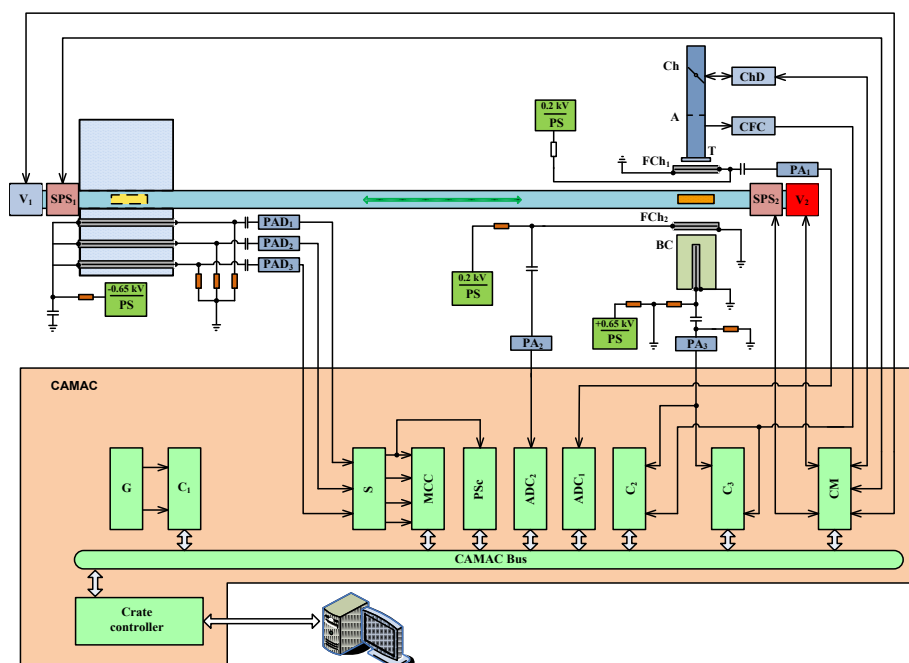 Ch
ChD
0.2 kV
PS
A
CFC
T
FCh1
PA1
V1
SPS1
SPS2
V2
PAD1
PAD2
PAD3
FCh2
BC
0.2 kV
PS
-0.65 kV
PS
+0.65 kV
PS
PA2
PA3
CAMAC
G
C1
S
MCC
PSc
ADC2
ADC1
C2
C3
CM
CAMAC Bus
Crate
controller